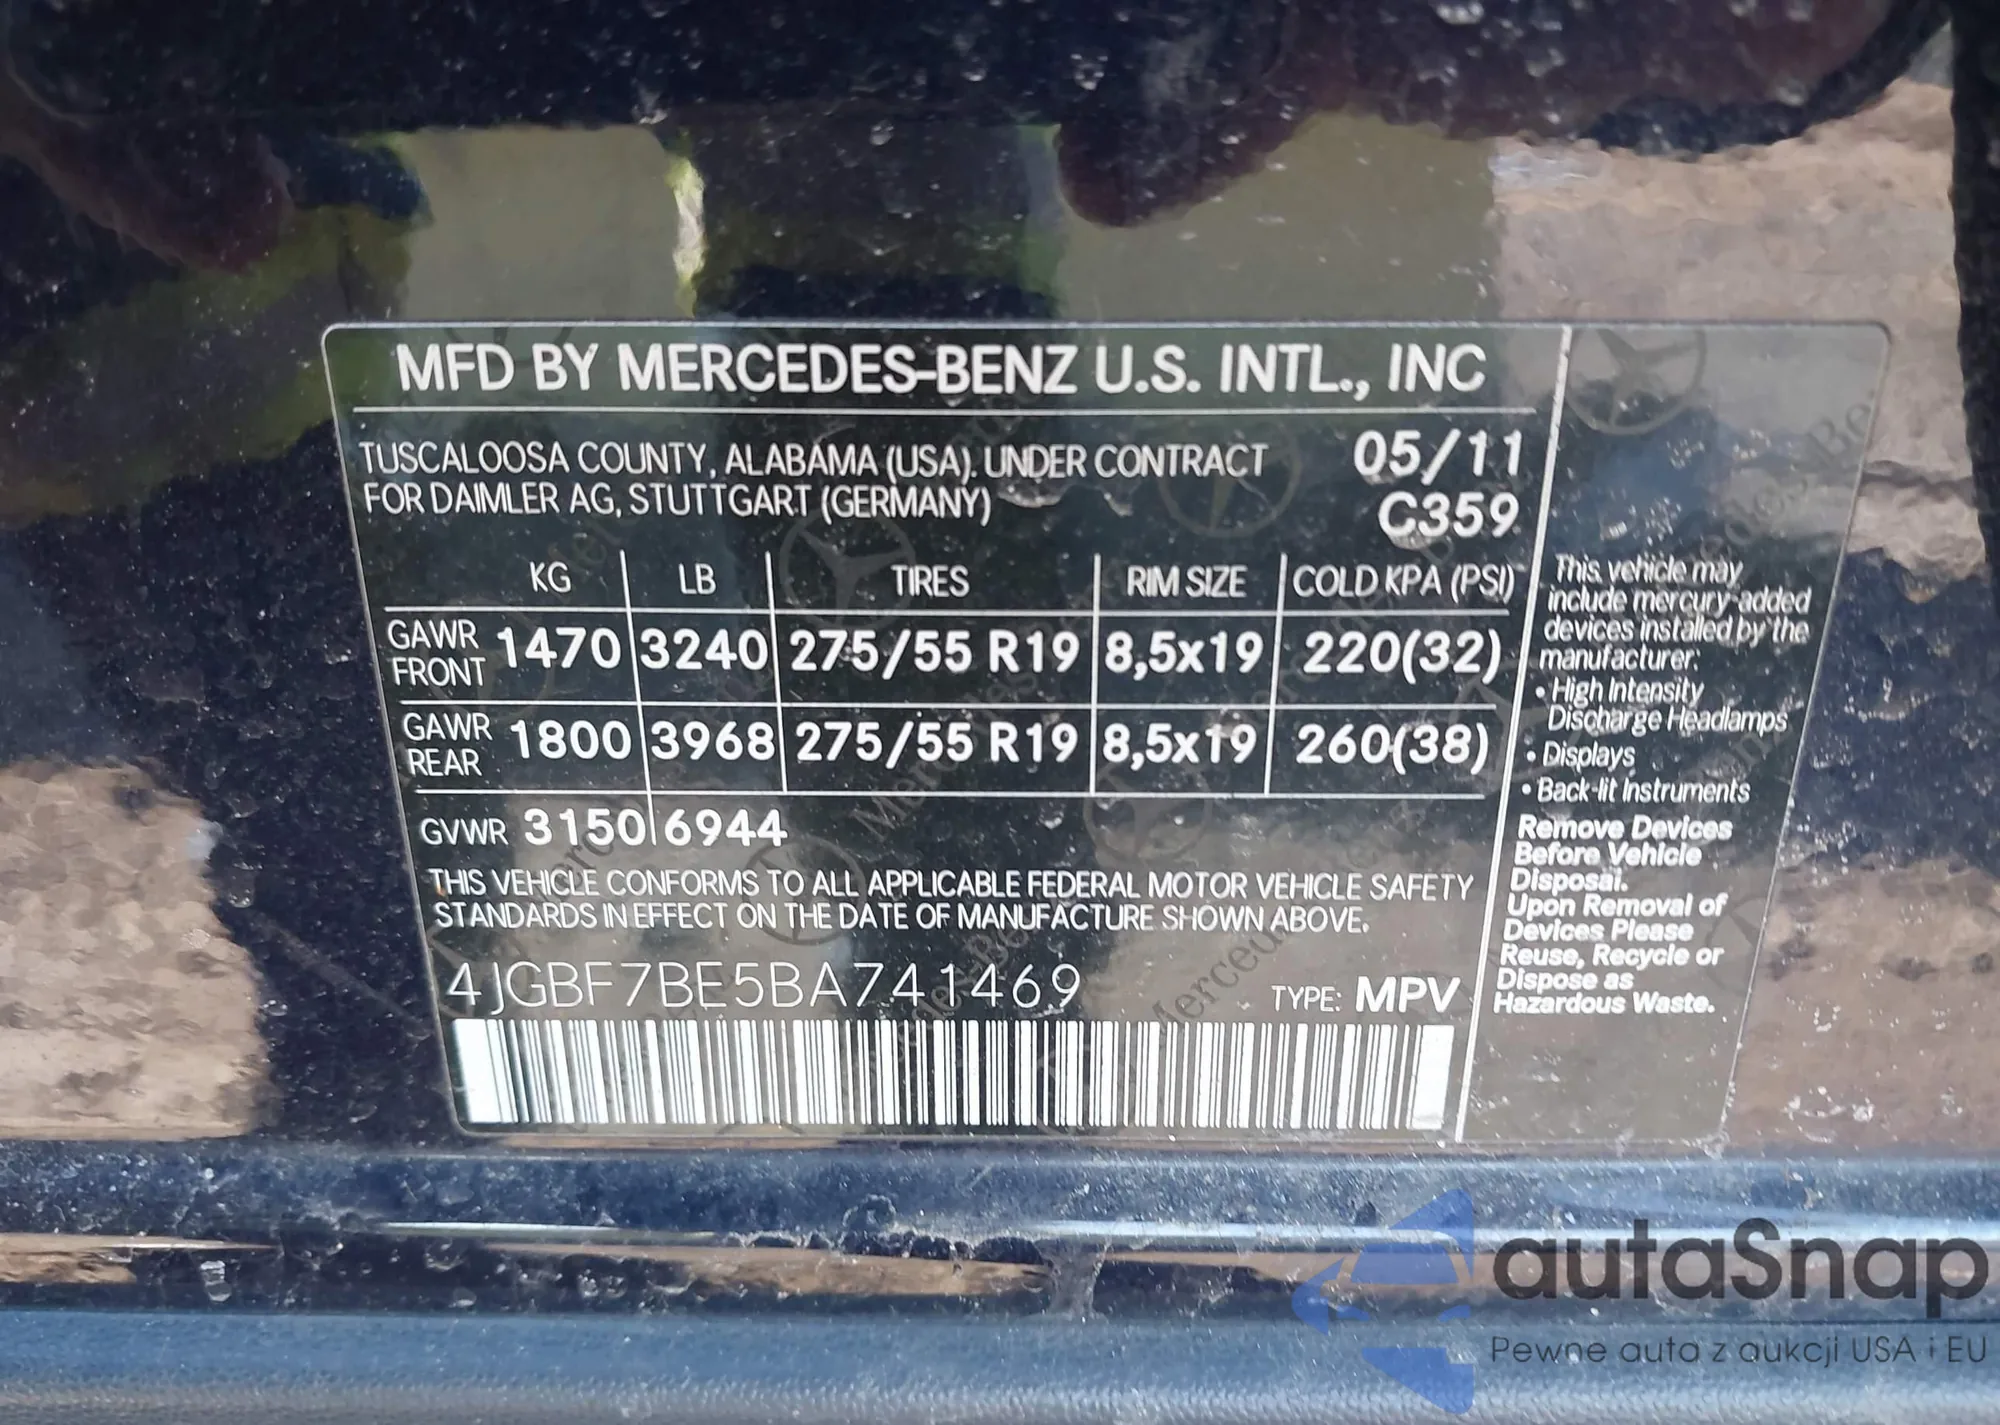 MFD BY MERCEDES-BENZ U.S. INTL., INC
TUSCALOOSA COUNTY, ALABAMA (USA). UNDER CONTRACT
FOR DAIMLER AG, STUTTGART (GERMANY)
05/11
C359
KG LB TIRES RIM SIZE COLD KPA (PSI)
GAWR FRONT 1470 3240 275/55 R19 8,5x19 220(32)
GAWR REAR 1800 3968 275/55 R19 8,5x19 260(38)
GVWR 3150 6944
THIS VEHICLE CONFORMS TO ALL APPLICABLE FEDERAL MOTOR VEHICLE SAFETY
STANDARDS IN EFFECT ON THE DATE OF MANUFACTURE SHOWN ABOVE.
4JGBF7BE5BA741469 TYPE: MPV
This vehicle may
include mercury-added
devices installed by the
manufacturer:
• High Intensity
Discharge Headlamps
• Displays
• Back-lit Instruments
Remove Devices
Before Vehicle
Disposal.
Upon Removal of
Devices Please
Reuse, Recycle or
Dispose as
Hazardous Waste.
autaSnap
Pewne auta z aukcji USA i EU